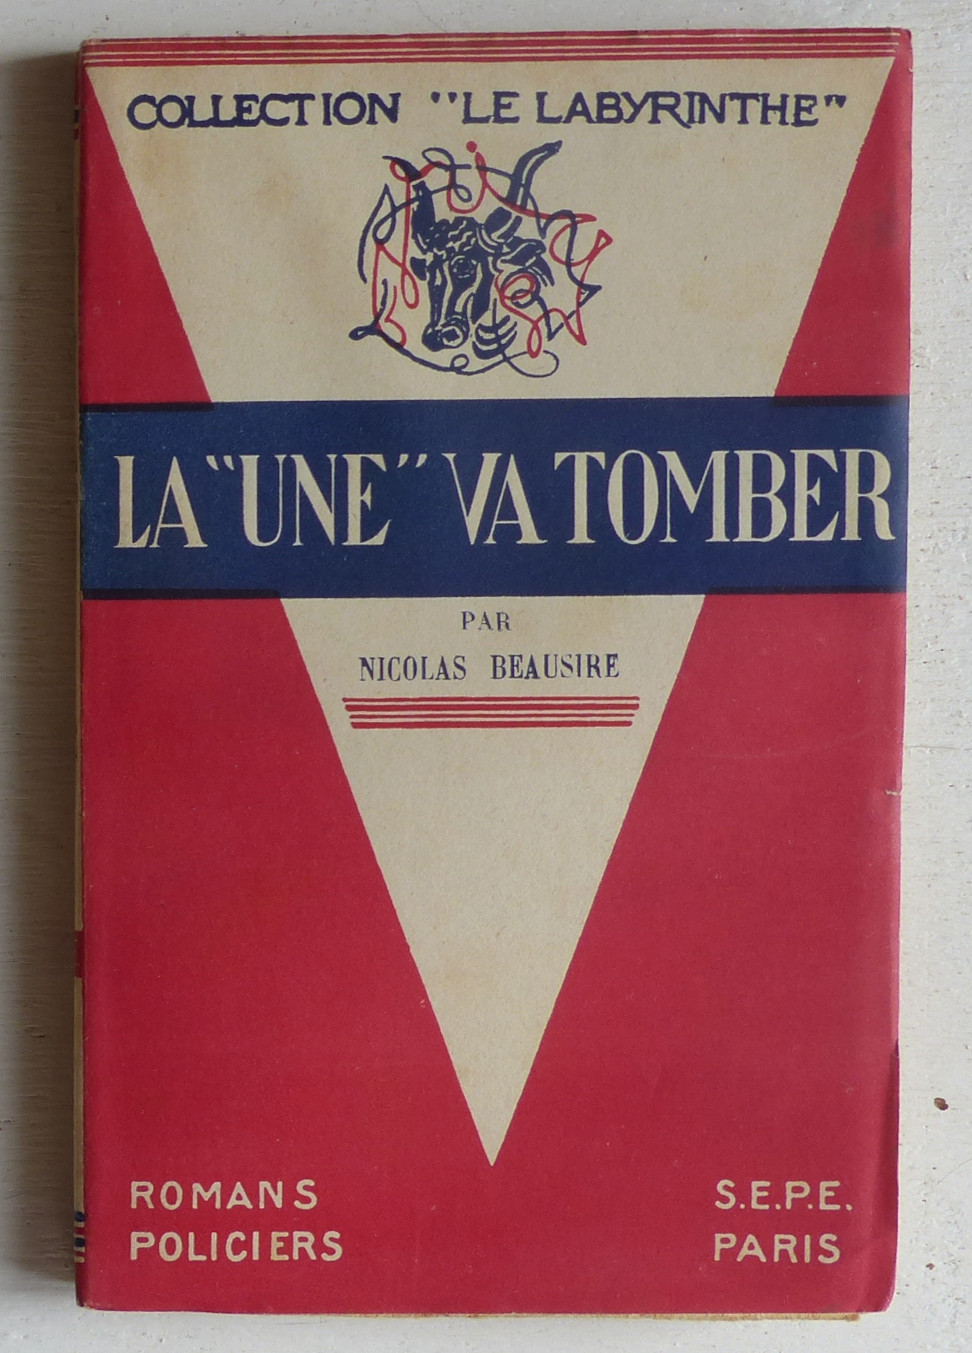 COLLECTION "LE LABYRINTHE"
LA "UNE" VA TOMBER
PAR
NICOLAS BEAUSIRE
ROMANS
POLICIERS
S.E.P.E.
PARIS